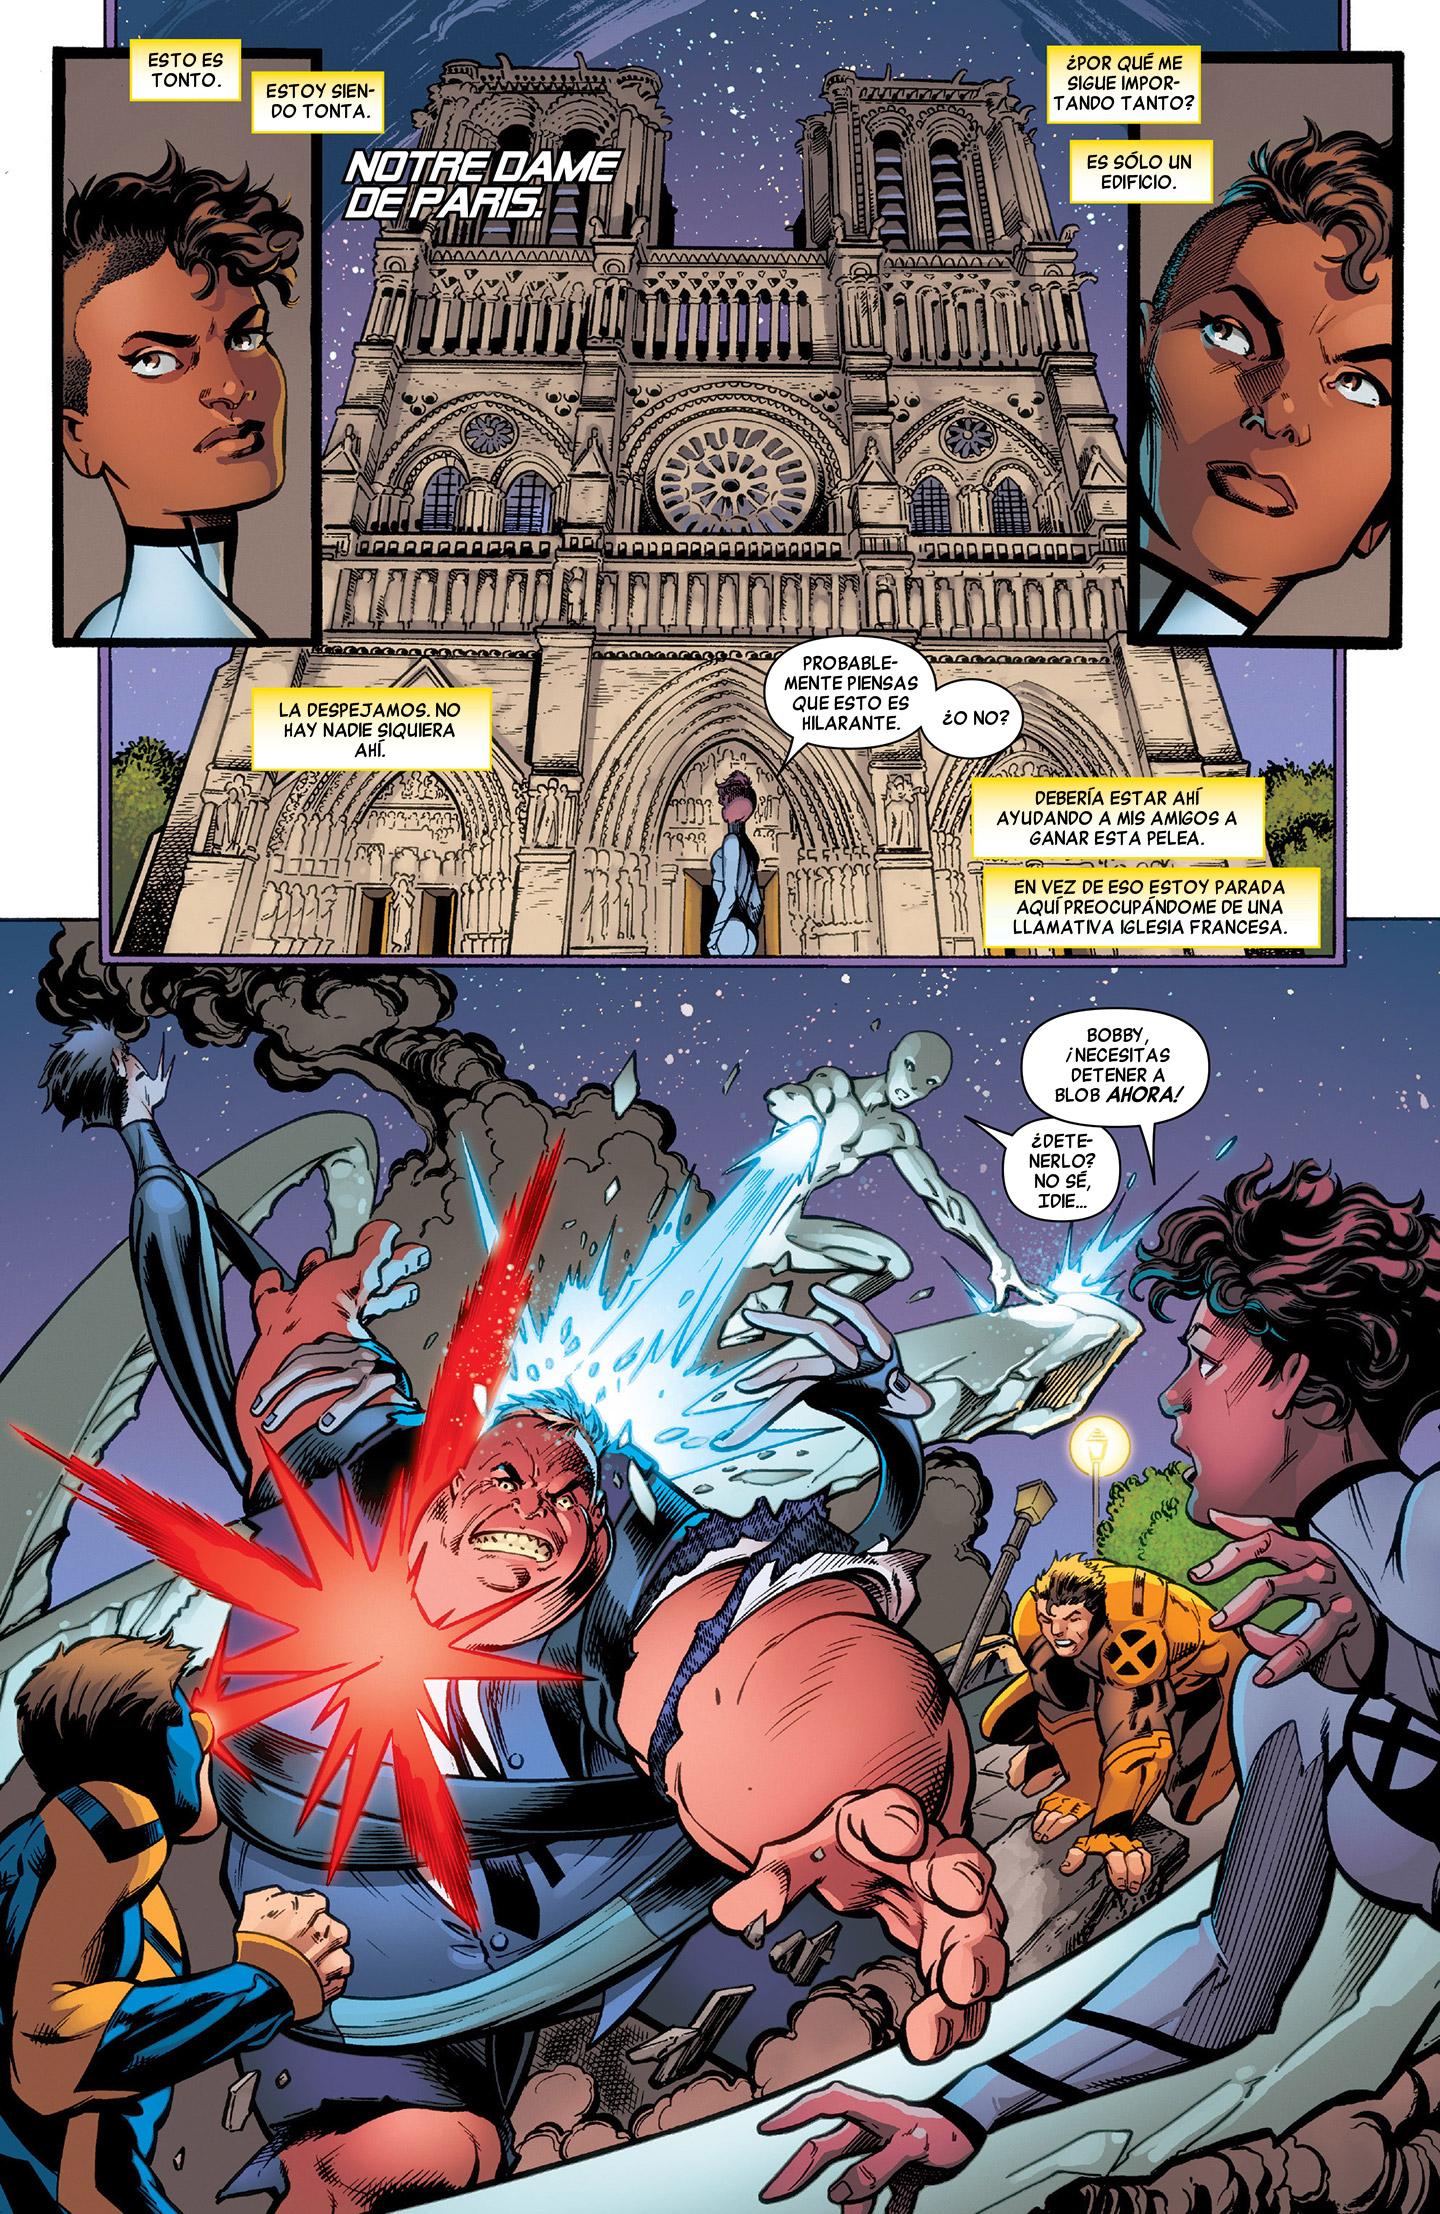 ESTO ES
TONTO.
ESTOY SIEN-
DO TONTA.
NOTRE DAME
DE PARIS.
¿POR QUÉ ME
SIGUE IMPOR-
TANDO TANTO?
ES SÓLO UN
EDIFICIO.
LA DESPEJAMOS. NO
HAY NADIE SIQUIERA
AHÍ.
PROBABLE-
MENTE PIENSAS
QUE ESTO ES
HILARANTE.
¿O NO?
DEBERÍA ESTAR AHÍ
AYUDANDO A MIS AMIGOS A
GANAR ESTA PELEA.
EN VEZ DE ESO ESTOY PARADA
AQUÍ PREOCUPÁNDOME DE UNA
LLAMATIVA IGLESIA FRANCESA.
BOBBY,
¡NECESITAS
DETENER A
BLOB AHORA!
¿DETE-
NERLO?
NO SÉ,
IDIE...